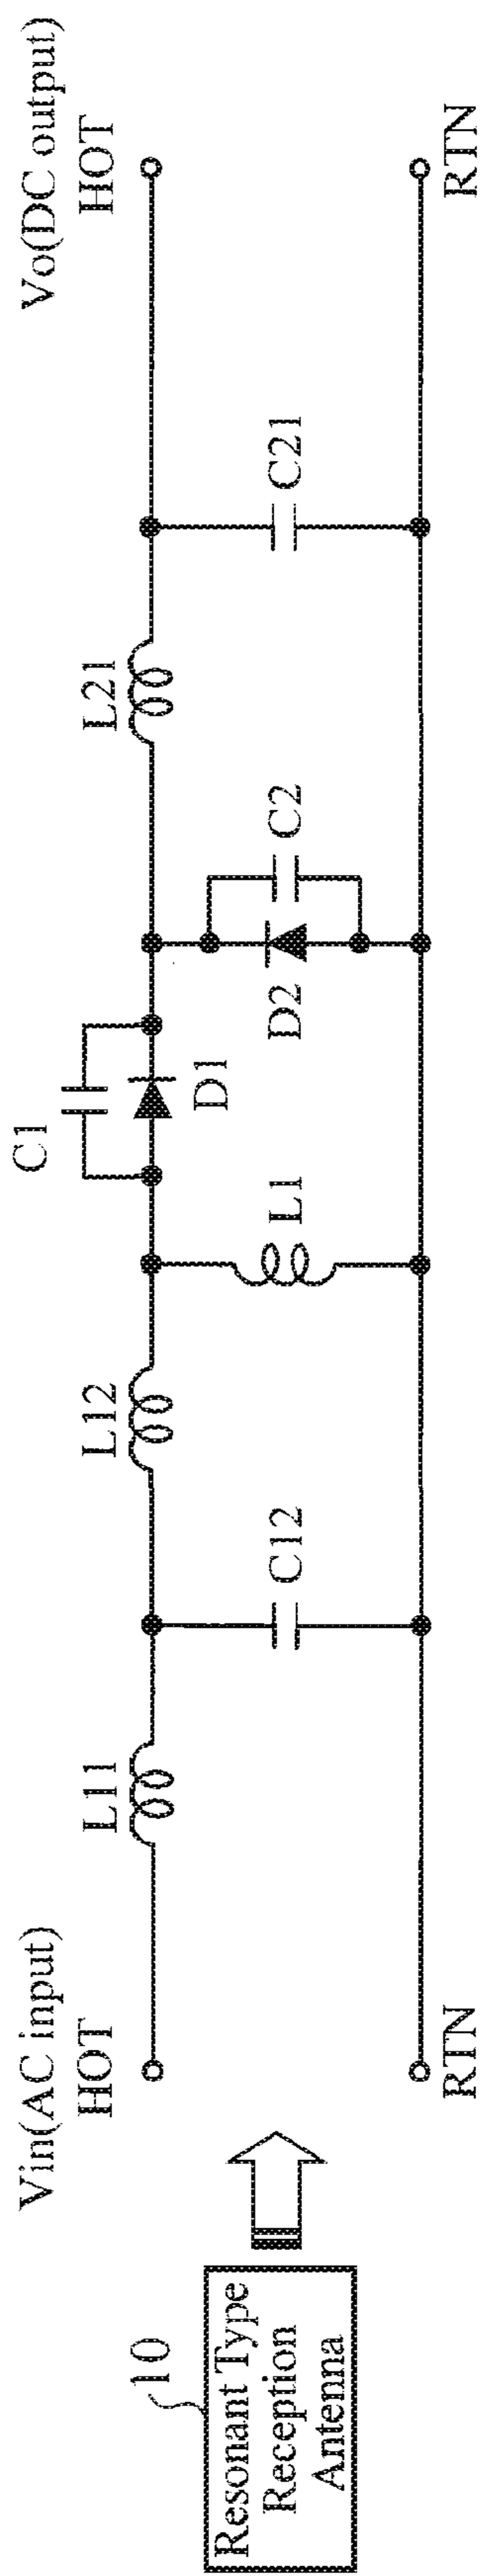 Vin(AC input)
HOT
Vo(DC output)
HOT
C1
L11
L12
D1
L21
10
Resonant Type
Reception
Antenna
C12
L1
D2
C2
C21
RTN
RTN